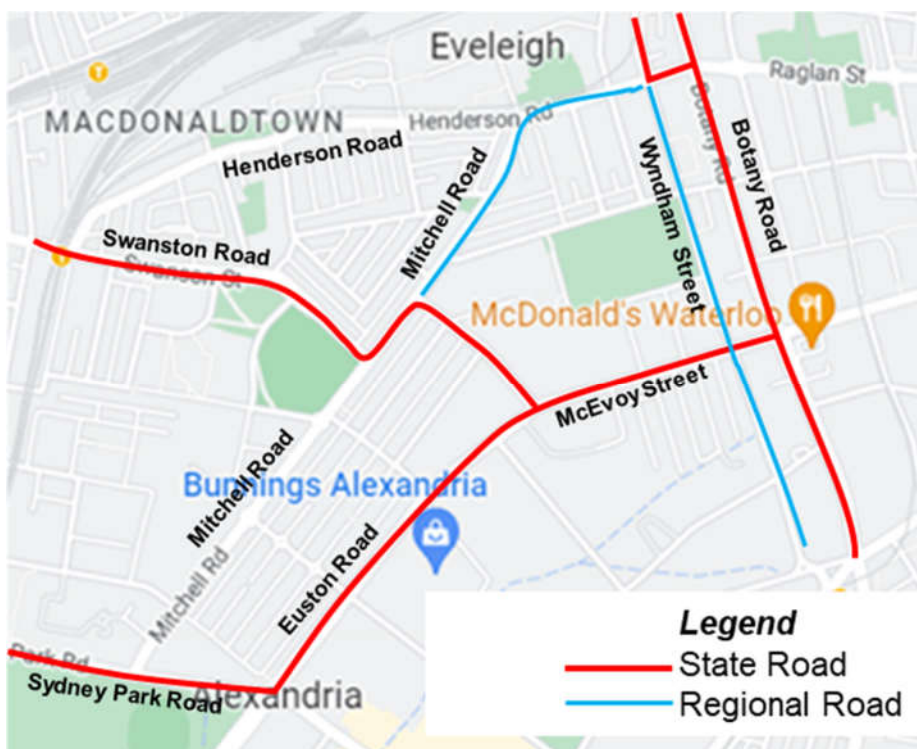 Eveleigh
Raglan St
MACDONALDTOWN
Henderson Rd
Botany Rd
Henderson Road
Mitchell Road
Wyndham Street
Botany Road
Swanston Road
Swanson St
McDonald's Waterloo
McEvoy Street
Mitchell Road
Bunnings Alexandria
Euston Road
Mitchell Rd
Park Rd
Sydney Park Road
Alexandria
Legend
State Road
Regional Road